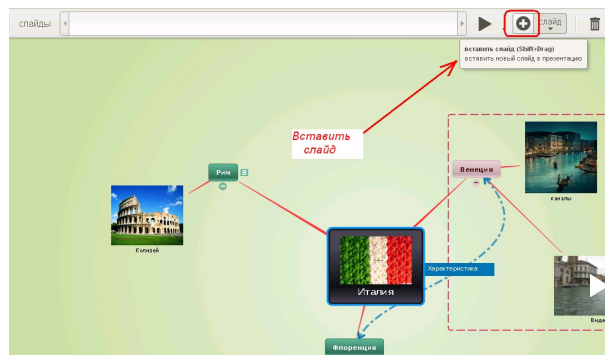 слайды
слайд
вставить слайд (Shift+Drag)
вставить новый слайд в презентацию
Вставить
слайд
Рим
Венеция
каналы
Колизей
Характеристика
Италия
Виде
Флоренция